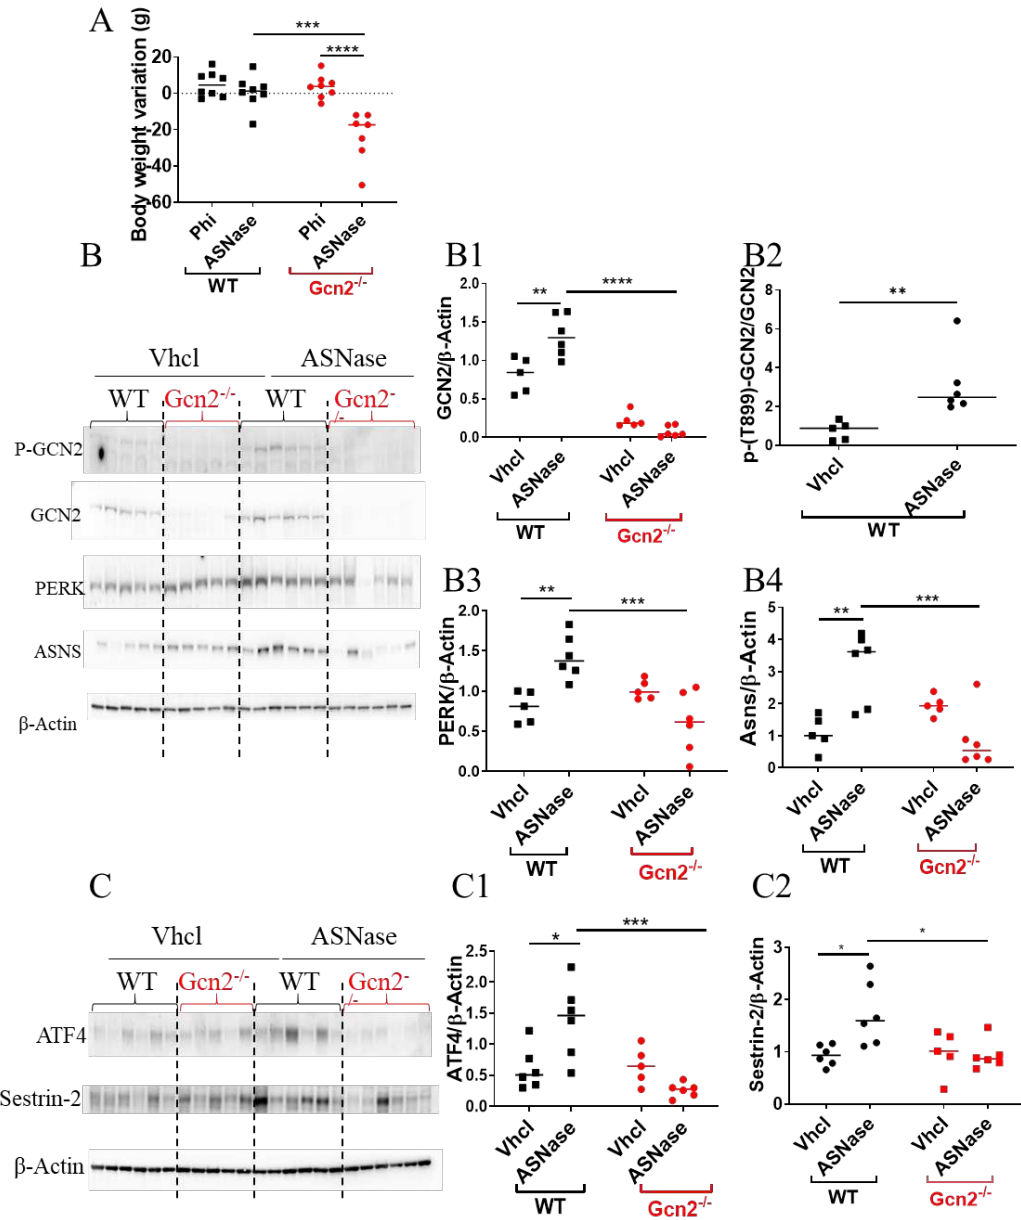 A
Body weight variation (g)
***
****
20
0
-20
-40
-60
Phi
ASNase
Phi
ASNase
WT
Gcn2-/-
B
Vhcl
ASNase
WT
Gcn2-/-
WT
Gcn2-
/-
P-GCN2
GCN2
PERK
ASNS
β-Actin
B1
GCN2/β-Actin
2.0
1.5
1.0
0.5
0.0
**
****
Vhcl
ASNase
Vhcl
ASNase
WT
Gcn2-/-
B2
p-(T899)-GCN2/GCN2
8
6
4
2
0
**
Vhcl
ASNase
WT
B3
PERK/β-Actin
2.0
1.5
1.0
0.5
0.0
**
***
Vhcl
ASNase
Vhcl
ASNase
WT
Gcn2-/-
B4
Asns/β-Actin
5
4
3
2
1
0
**
***
Vhcl
ASNase
Vhcl
ASNase
WT
Gcn2-/-
C
Vhcl
ASNase
WT
Gcn2-/-
WT
Gcn2-
/-
ATF4
Sestrin-2
β-Actin
C1
ATF4/β-Actin
2.5
2.0
1.5
1.0
0.5
0.0
*
***
Vhcl
ASNase
Vhcl
ASNase
WT
Gcn2-/-
C2
Sestrin-2/β-Actin
3
2
1
0
*
*
Vhcl
ASNase
Vhcl
ASNase
WT
Gcn2-/-